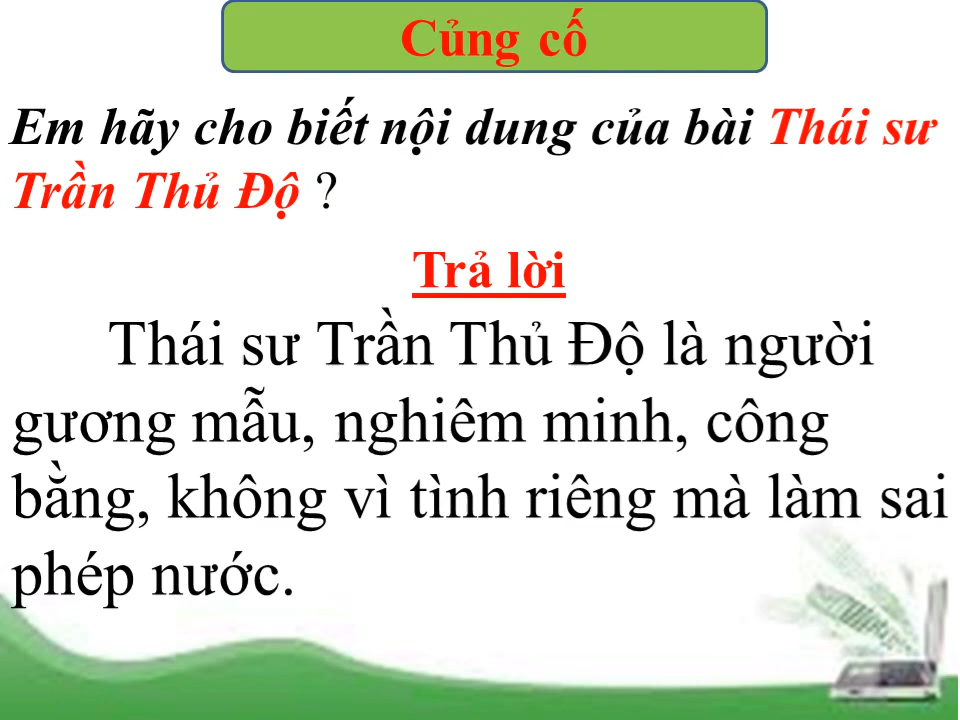 Củng cố
Em hãy cho biết nội dung của bài Thái sư
Trần Thủ Độ ?
Trả lời
Thái sư Trần Thủ Độ là người
gương mẫu, nghiêm minh, công
bằng, không vì tình riêng mà làm sai
phép nước.